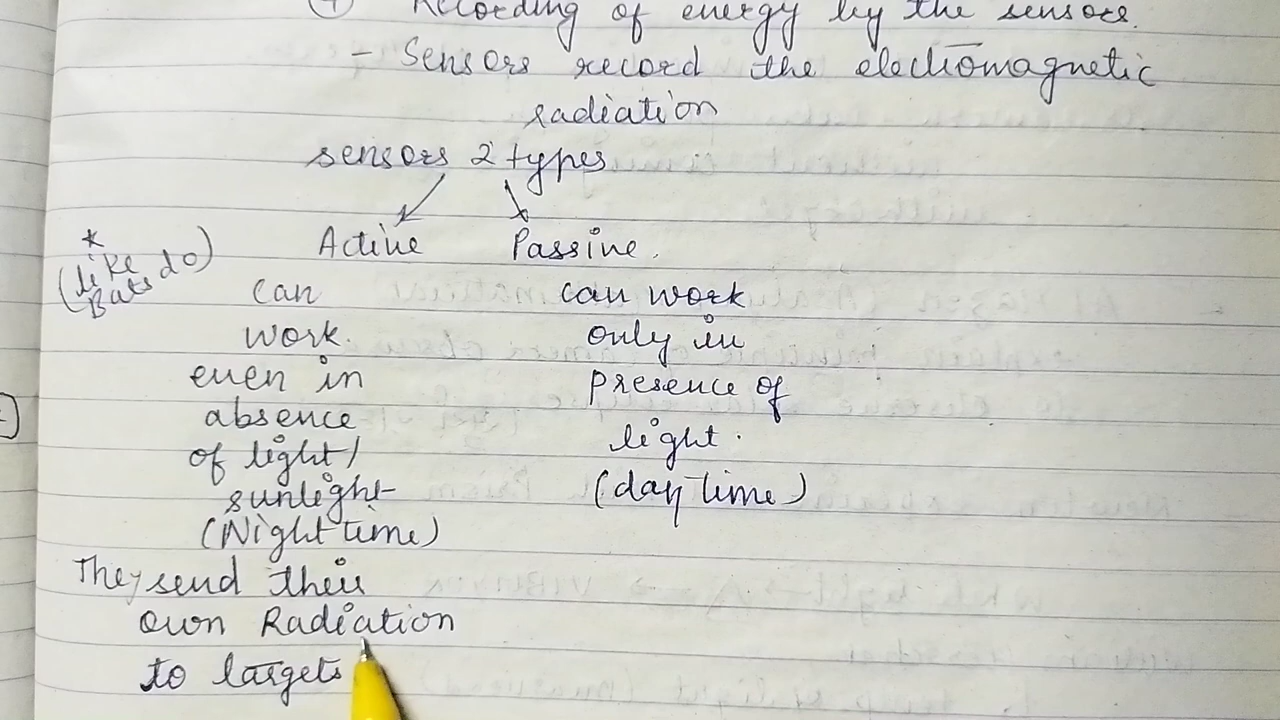 ④ Recording of energy by the sensors.
- Sensors record the electromagnetic
radiation
sensors 2 types
Active Passive.
*
(like
Bats do)
can
work.
even in
absence
of light/
sunlight
(Night time)
They send their
own Radiation
to targets
can work
only in
presence of
light.
(day time)